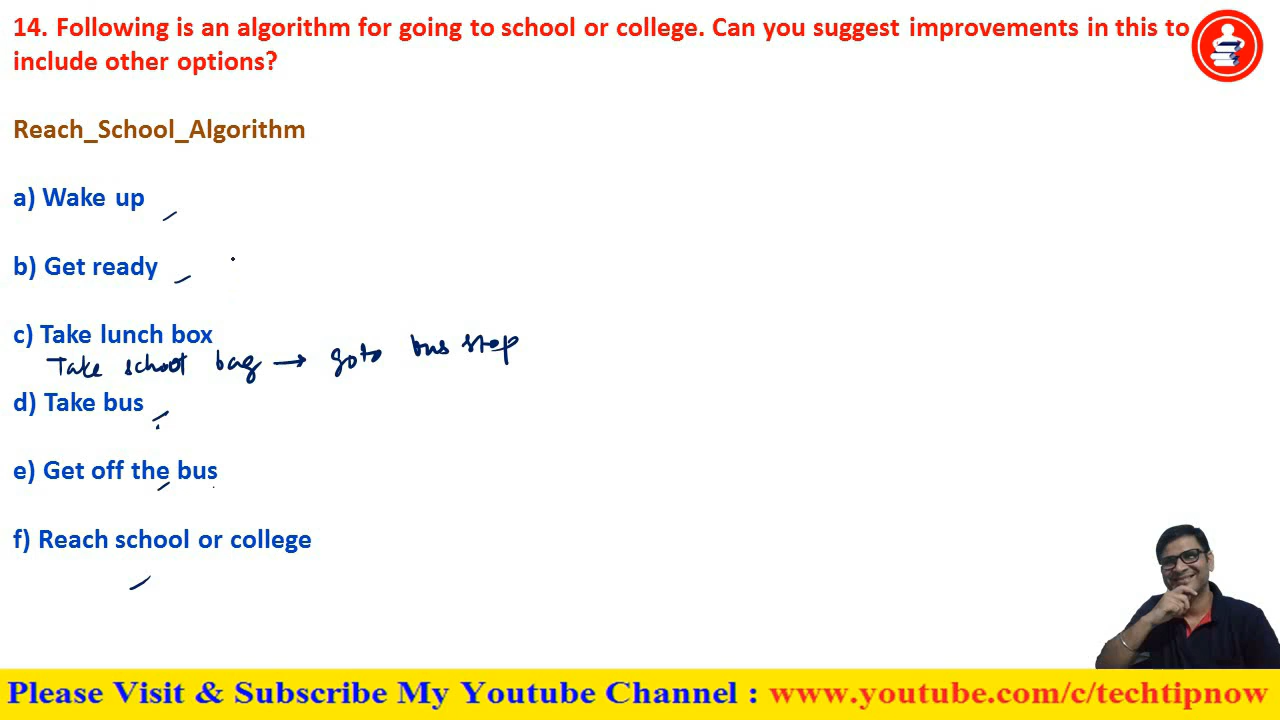 14. Following is an algorithm for going to school or college. Can you suggest improvements in this to
include other options?
Reach_School_Algorithm
a) Wake up
b) Get ready
c) Take lunch box
Take school bag → goto bus stop
d) Take bus
e) Get off the bus
f) Reach school or college
Please Visit & Subscribe My Youtube Channel : www.youtube.com/c/techtipnow